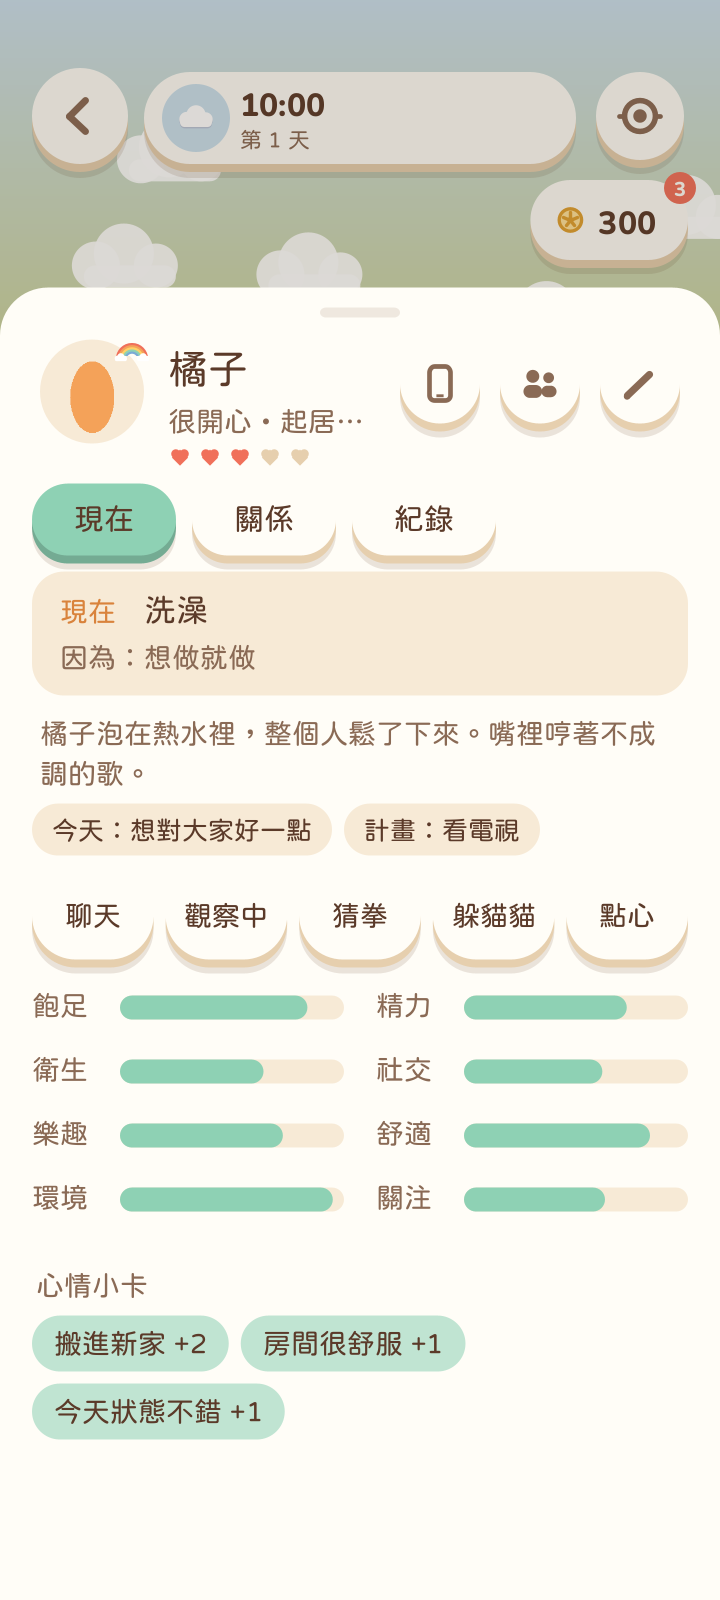 10:00
第 1 天
3
300
橘子
很開心・起居…
現在
關係
紀錄
現在 洗澡
因為：想做就做
橘子泡在熱水裡，整個人鬆了下來。嘴裡哼著不成
調的歌。
今天：想對大家好一點
計畫：看電視
聊天
觀察中
猜拳
躲貓貓
點心
飽足
精力
衛生
社交
樂趣
舒適
環境
關注
心情小卡
搬進新家 +2
房間很舒服 +1
今天狀態不錯 +1